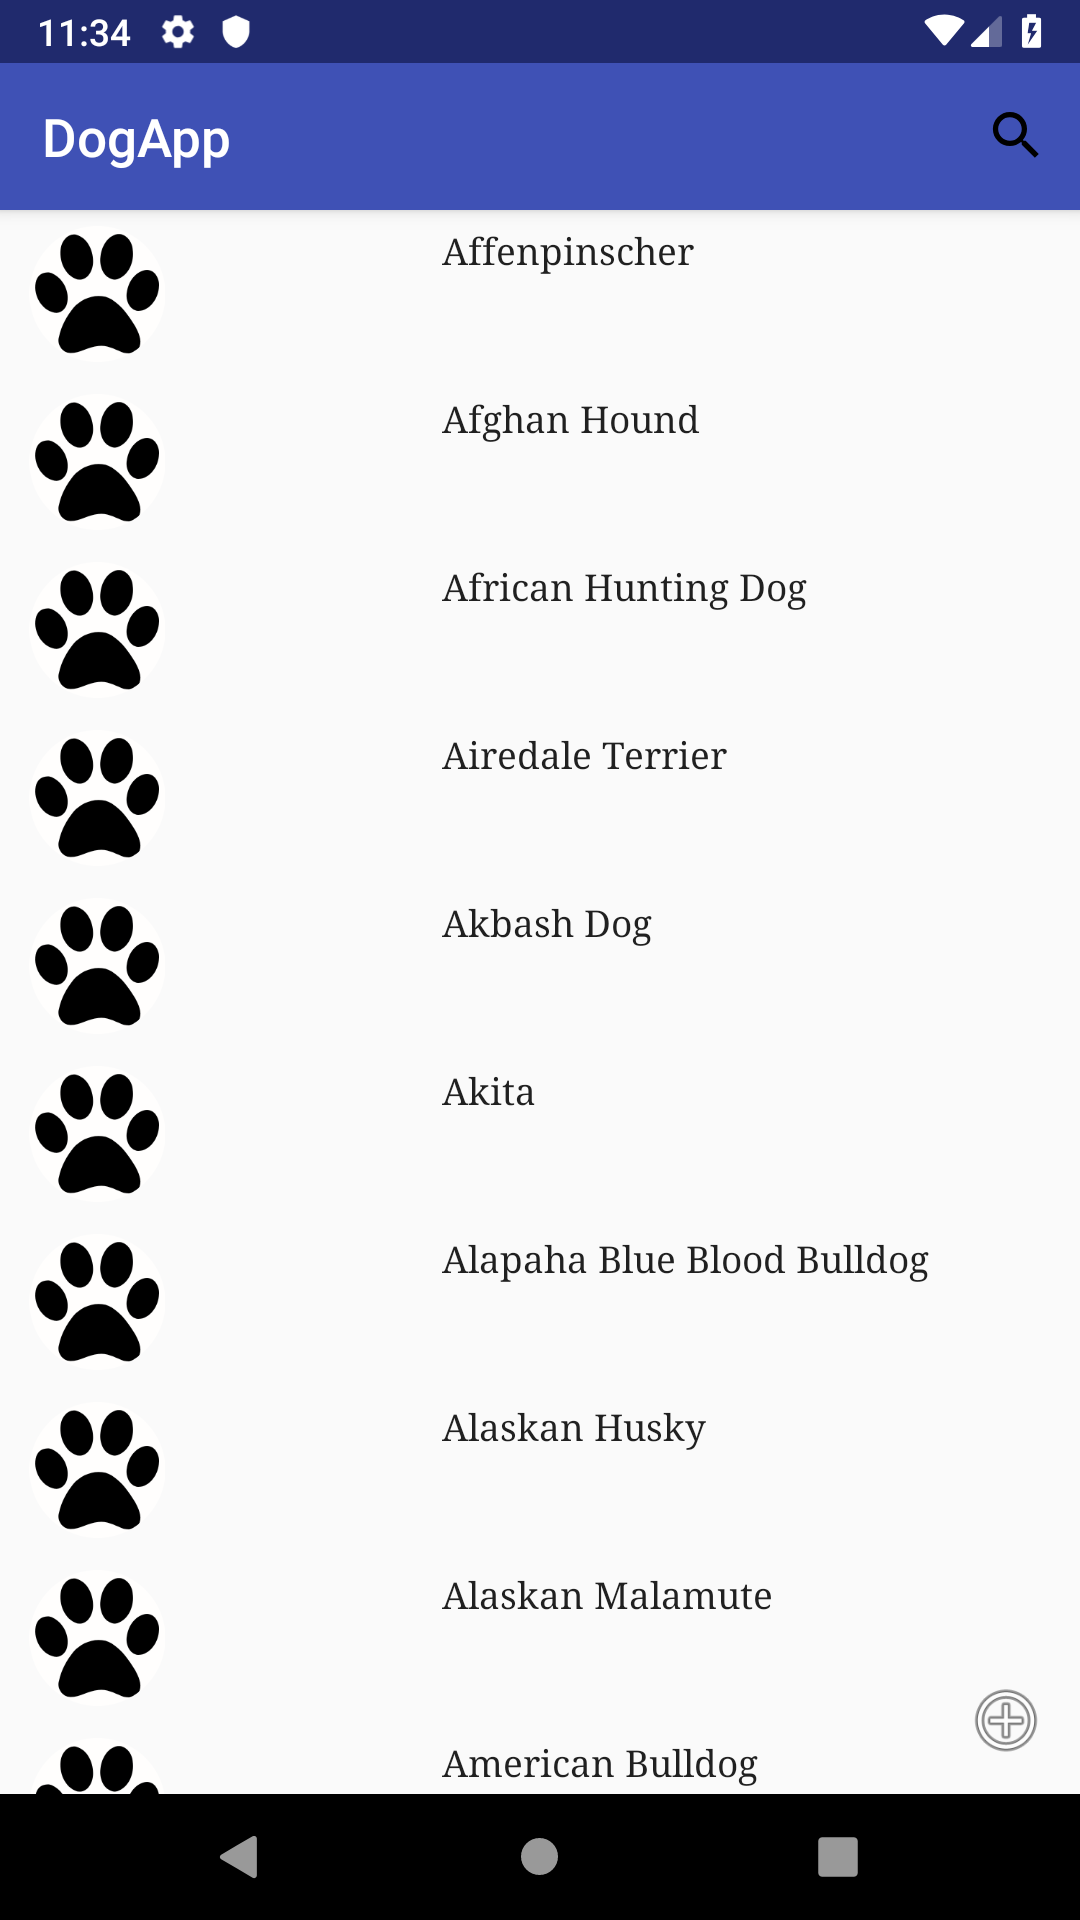 11:34
DogApp
Affenpinscher
Afghan Hound
African Hunting Dog
Airedale Terrier
Akbash Dog
Akita
Alapaha Blue Blood Bulldog
Alaskan Husky
Alaskan Malamute
American Bulldog